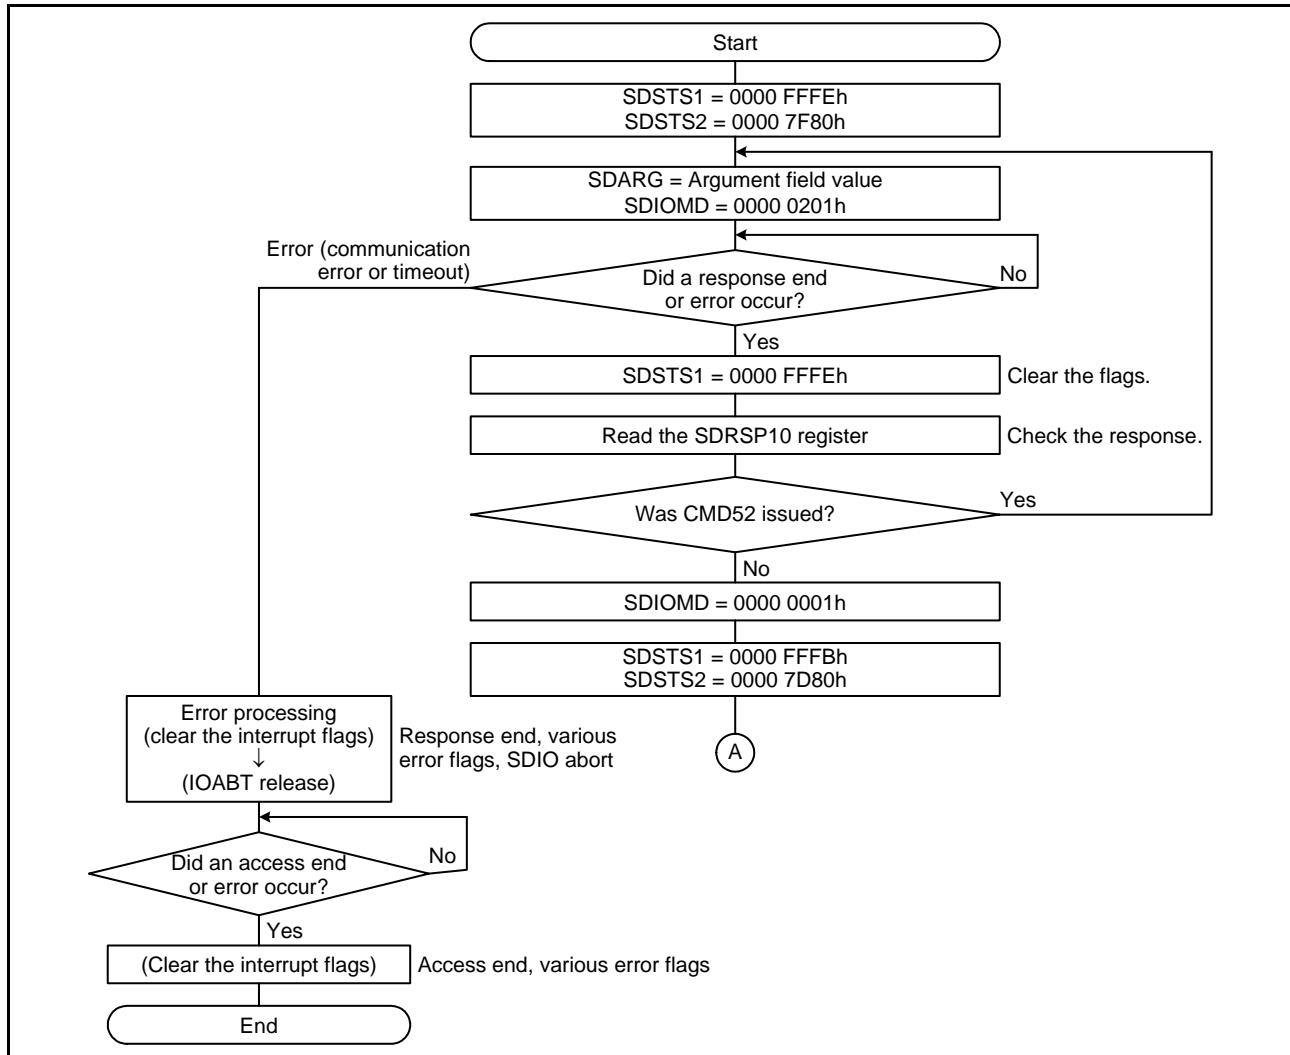 Start
SDSTS1 = 0000 FFFEh
SDSTS2 = 0000 7F80h
SDARG = Argument field value
SDIOMD = 0000 0201h
Error (communication
error or timeout)
Did a response end
or error occur?
No
Yes
SDSTS1 = 0000 FFFEh
Clear the flags.
Read the SDRSP10 register
Check the response.
Was CMD52 issued?
Yes
No
SDIOMD = 0000 0001h
SDSTS1 = 0000 FFFBh
SDSTS2 = 0000 7D80h
A
Error processing
(clear the interrupt flags)
↓
(IOABT release)
Response end, various
error flags, SDIO abort
Did an access end
or error occur?
No
Yes
(Clear the interrupt flags)
Access end, various error flags
End